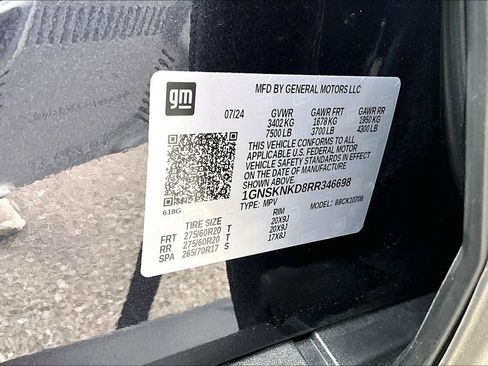 gm
MFD BY GENERAL MOTORS LLC
07/24 GVWR GAWR FRT GAWR RR
3402 KG 1678 KG 1950 KG
7500 LB 3700 LB 4300 LB
THIS VEHICLE CONFORMS TO ALL
APPLICABLE U.S. FEDERAL MOTOR
VEHICLE SAFETY STANDARDS IN EFFECT
ON THE DATE OF MANUFACTURE
SHOWN ABOVE.
1GNSKNKD8RR346698
618G TYPE: MPV 88CK10706
TIRE SIZE RIM
FRT 275/60R20 T 20X9J
RR 275/60R20 T 20X9J
SPA 265/70R17 S 17X8J